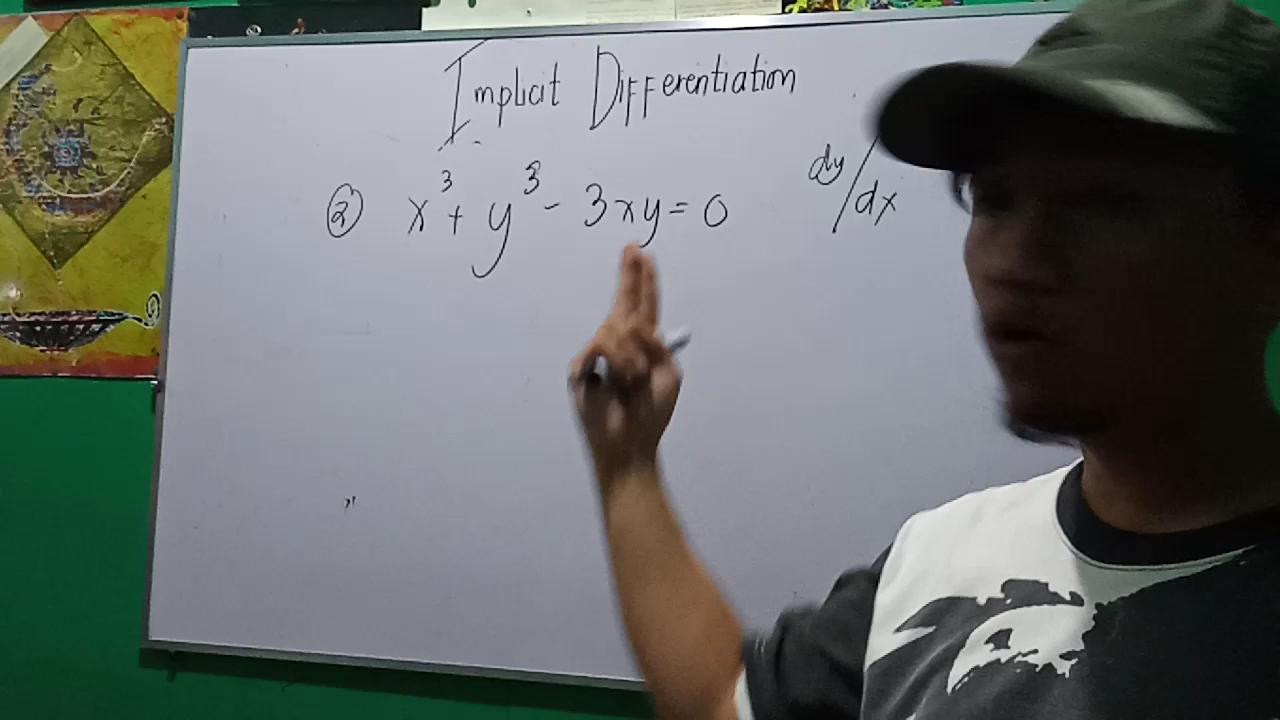 Implicit Differentiation
② x³ + y³ - 3xy = 0 dy/dx